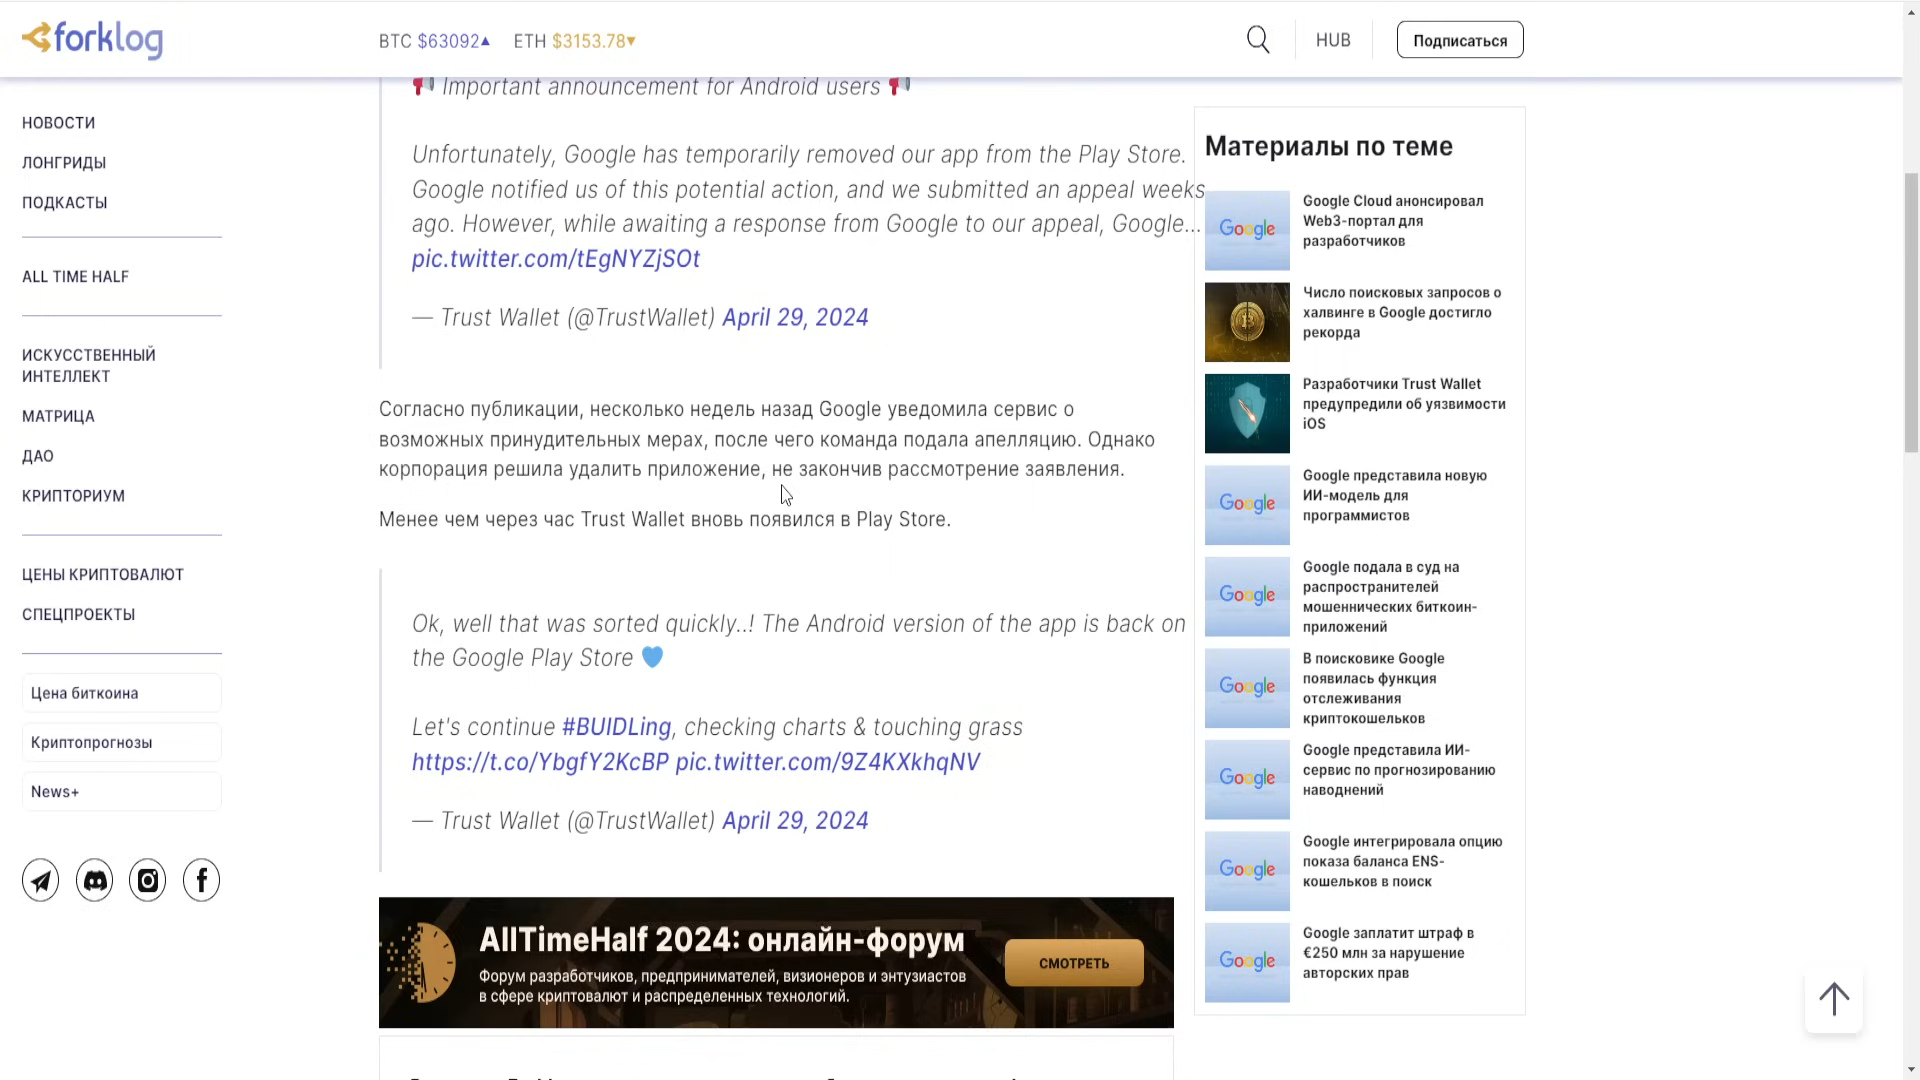 forklog
BTC $63092▲ ETH $3153.78▼
HUB
Подписаться
НОВОСТИ
ЛОНГРИДЫ
ПОДКАСТЫ
ALL TIME HALF
ИСКУССТВЕННЫЙ
ИНТЕЛЛЕКТ
МАТРИЦА
ДАО
КРИПТОРИУМ
ЦЕНЫ КРИПТОВАЛЮТ
СПЕЦПРОЕКТЫ
Цена биткоина
Криптопрогнозы
News+
Important announcement for Android users
Unfortunately, Google has temporarily removed our app from the Play Store.
Google notified us of this potential action, and we submitted an appeal weeks
ago. However, while awaiting a response from Google to our appeal, Google...
pic.twitter.com/tEgNYZjSOt
— Trust Wallet (@TrustWallet) April 29, 2024
Согласно публикации, несколько недель назад Google уведомила сервис о
возможных принудительных мерах, после чего команда подала апелляцию. Однако
корпорация решила удалить приложение, не закончив рассмотрение заявления.
Менее чем через час Trust Wallet вновь появился в Play Store.
Ok, well that was sorted quickly..! The Android version of the app is back on
the Google Play Store
Let's continue #BUIDLing, checking charts & touching grass
https://t.co/YbgfY2KcBP pic.twitter.com/9Z4KXkhqNV
— Trust Wallet (@TrustWallet) April 29, 2024
AllTimeHalf 2024: онлайн-форум
Форум разработчиков, предпринимателей, визионеров и энтузиастов
в сфере криптовалют и распределенных технологий.
СМОТРЕТЬ
Материалы по теме
Google
Google Cloud анонсировал
Web3-портал для
разработчиков
Число поисковых запросов о
халвинге в Google достигло
рекорда
Разработчики Trust Wallet
предупредили об уязвимости
iOS
Google
Google представила новую
ИИ-модель для
программистов
Google
Google подала в суд на
распространителей
мошеннических биткоин-
приложений
Google
В поисковике Google
появилась функция
отслеживания
криптокошельков
Google
Google представила ИИ-
сервис по прогнозированию
наводнений
Google
Google интегрировала опцию
показа баланса ENS-
кошельков в поиск
Google
Google заплатит штраф в
€250 млн за нарушение
авторских прав